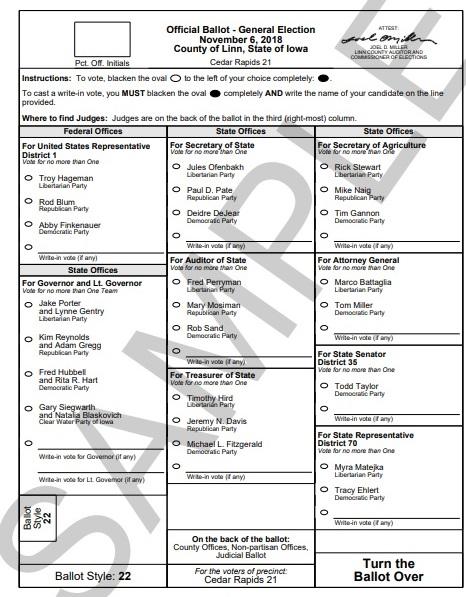 Official Ballot - General Election
November 6, 2018
County of Linn, State of Iowa
Cedar Rapids 21
Pct. Off. Initials
ATTEST:
Joel D. Miller
JOEL D. MILLER
LINN COUNTY AUDITOR AND
COMMISSIONER OF ELECTIONS
Instructions: To vote, blacken the oval to the left of your choice completely: .
To cast a write-in vote, you MUST blacken the oval completely AND write the name of your candidate on the line
provided.
Where to find Judges: Judges are on the back of the ballot in the third (right-most) column.
Federal Offices
For United States Representative
District 1
Vote for no more than One
Troy Hageman
Libertarian Party
Rod Blum
Republican Party
Abby Finkenauer
Democratic Party
Write-in vote (if any)
State Offices
For Governor and Lt. Governor
Vote for no more than One Team
Jake Porter
and Lynne Gentry
Libertarian Party
Kim Reynolds
and Adam Gregg
Republican Party
Fred Hubbell
and Rita R. Hart
Democratic Party
Gary Siegwarth
and Natalia Blaskovich
Clear Water Party of Iowa
Write-in vote for Governor (if any)
Write-in vote for Lt. Governor (if any)
Ballot
Style
22
Ballot Style: 22
State Offices
For Secretary of State
Vote for no more than One
Jules Ofenbakh
Libertarian Party
Paul D. Pate
Republican Party
Deidre DeJear
Democratic Party
Write-in vote (if any)
For Auditor of State
Vote for no more than One
Fred Perryman
Libertarian Party
Mary Mosiman
Republican Party
Rob Sand
Democratic Party
Write-in vote (if any)
For Treasurer of State
Vote for no more than One
Timothy Hird
Libertarian Party
Jeremy N. Davis
Republican Party
Michael L. Fitzgerald
Democratic Party
Write-in vote (if any)
On the back of the ballot:
County Offices, Non-partisan Offices,
Judicial Ballot
For the voters of precinct:
Cedar Rapids 21
State Offices
For Secretary of Agriculture
Vote for no more than One
Rick Stewart
Libertarian Party
Mike Naig
Republican Party
Tim Gannon
Democratic Party
Write-in vote (if any)
For Attorney General
Vote for no more than One
Marco Battaglia
Libertarian Party
Tom Miller
Democratic Party
Write-in vote (if any)
For State Senator
District 35
Vote for no more than One
Todd Taylor
Democratic Party
Write-in vote (if any)
For State Representative
District 70
Vote for no more than One
Myra Matejka
Libertarian Party
Tracy Ehlert
Democratic Party
Write-in vote (if any)
Turn the
Ballot Over
SAMPLE